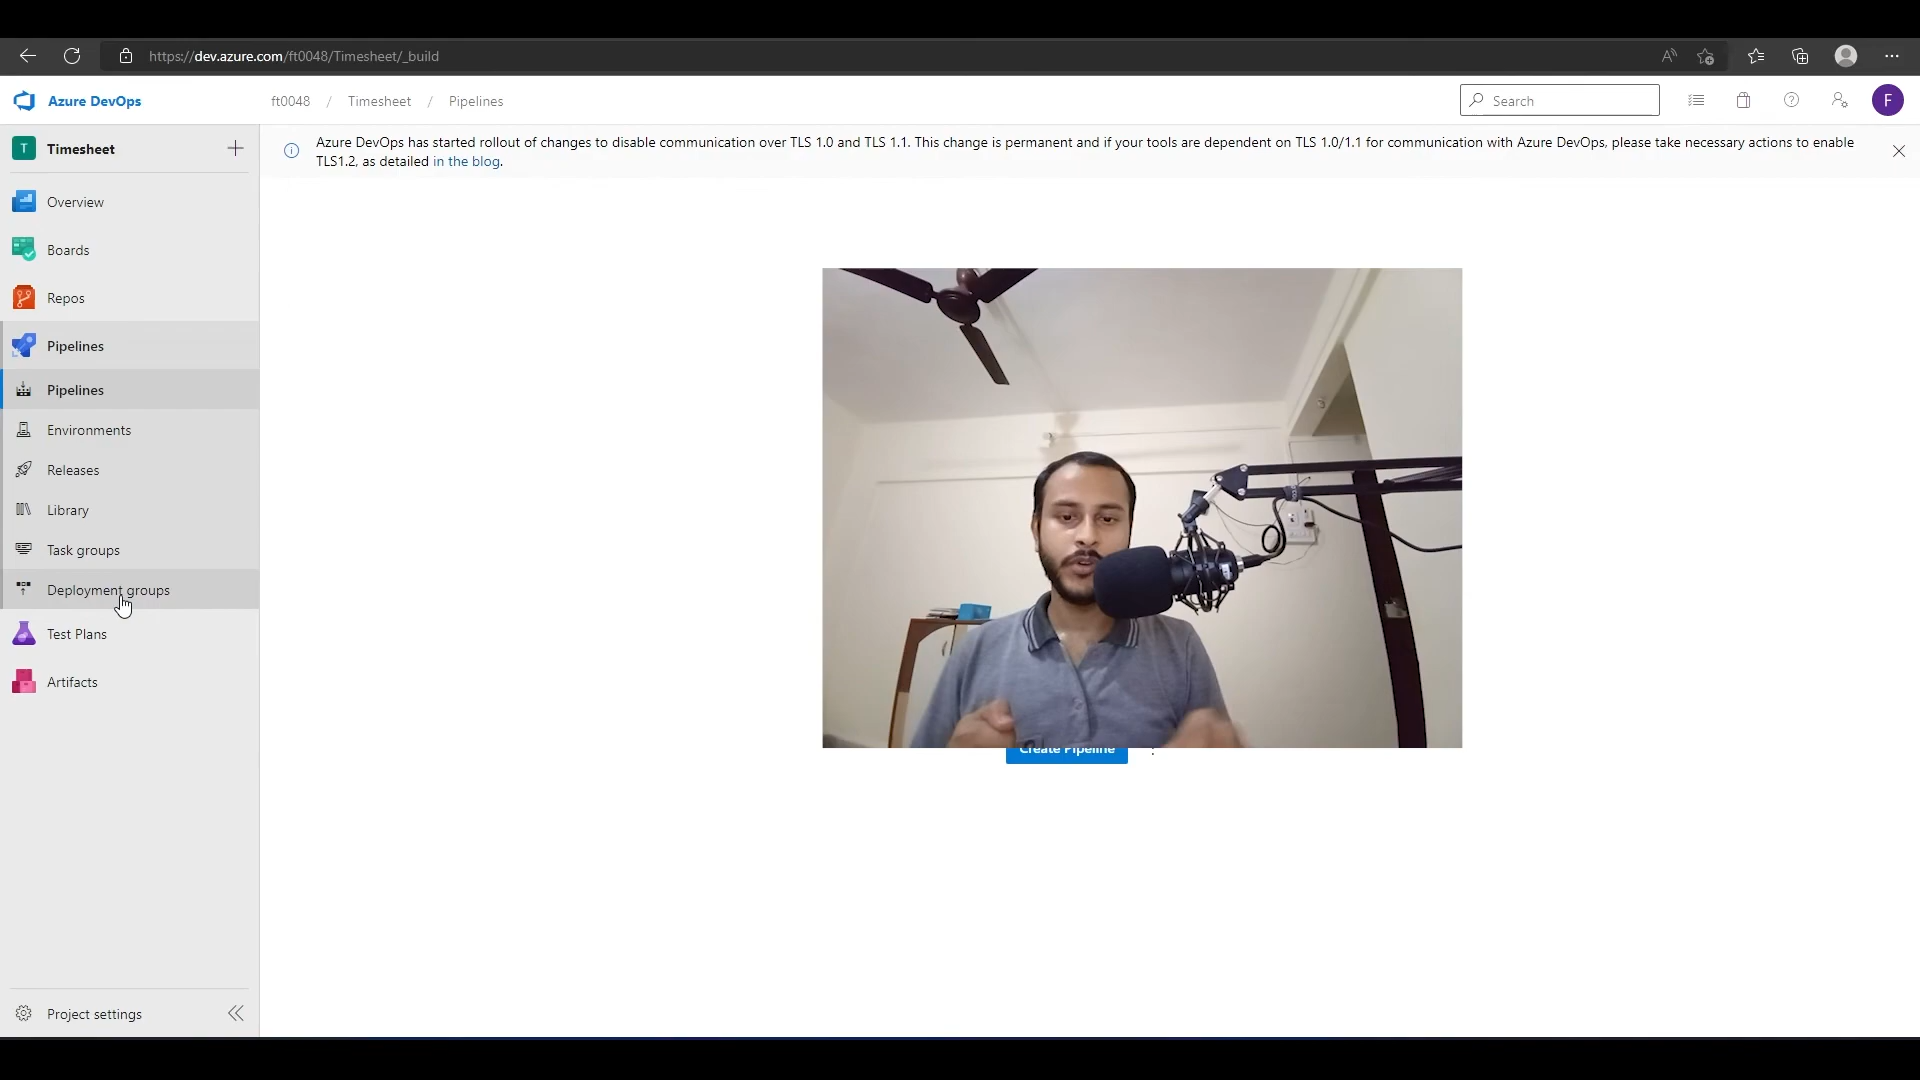 https://dev.azure.com/ft0048/Timesheet/_build
Azure DevOps
ft0048 / Timesheet / Pipelines
Search
F
T Timesheet
Azure DevOps has started rollout of changes to disable communication over TLS 1.0 and TLS 1.1. This change is permanent and if your tools are dependent on TLS 1.0/1.1 for communication with Azure DevOps, please take necessary actions to enable
TLS1.2, as detailed in the blog.
Overview
Boards
Repos
Pipelines
Pipelines
Environments
Releases
Library
Task groups
Deployment groups
Test Plans
Artifacts
Create Pipeline
Project settings